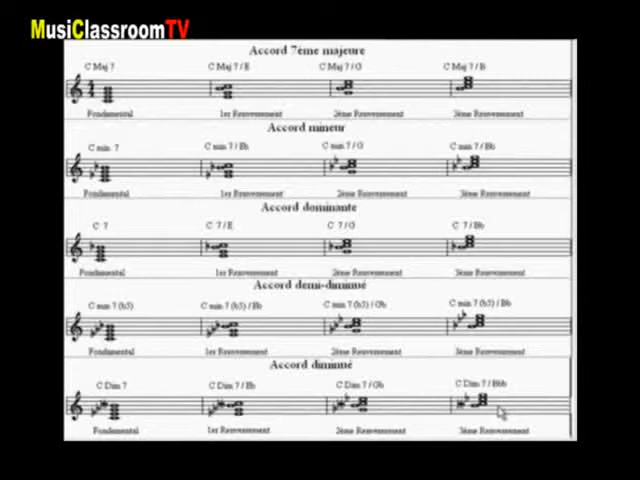 MusiClassroomTV
Accord 7ème majeure
C Maj 7 C Maj 7 / E C Maj 7 / G C Maj 7 / B
Fondamental 1er Renversement 2ème Renversement 3ème Renversement
Accord mineur
C min 7 C min 7 / Eb C min 7 / G C min 7 / Bb
Fondamental 1er Renversement 2ème Renversement 3ème Renversement
Accord dominante
C 7 C 7 / E C 7 / G C 7 / Bb
Fondamental 1er Renversement 2ème Renversement 3ème Renversement
Accord demi-diminué
C min 7 (b5) C min 7 (b5) / Eb C min 7 (b5) / Gb C min 7 (b5) / Bb
Fondamental 1er Renversement 2ème Renversement 3ème Renversement
Accord diminué
C Dim 7 C Dim 7 / Eb C Dim 7 / Gb C Dim 7 / Bbb
Fondamental 1er Renversement 2ème Renversement 3ème Renversement